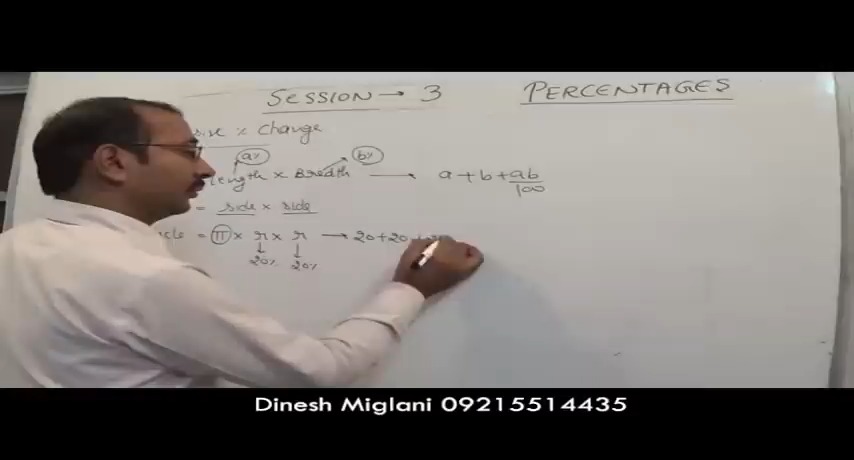 SESSION → 3 PERCENTAGES
% Change
a% b%
Length × Breadth → a + b + ab/100
= side × side
= π × r × r → 20+20+
20% 20%
Dinesh Miglani 09215514435